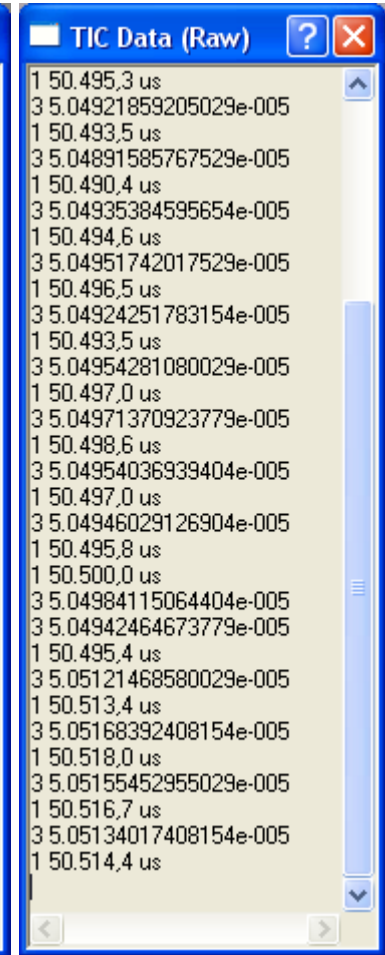 TIC Data (Raw)
1 50.495,3 us
3 5.04921859205029e-005
1 50.493,5 us
3 5.04891585767529e-005
1 50.490,4 us
3 5.04935384595654e-005
1 50.494,6 us
3 5.04951742017529e-005
1 50.496,5 us
3 5.04924251783154e-005
1 50.493,5 us
3 5.04954281080029e-005
1 50.497,0 us
3 5.04971370923779e-005
1 50.498,6 us
3 5.04954036939404e-005
1 50.497,0 us
3 5.04946029126904e-005
1 50.495,8 us
1 50.500,0 us
3 5.04984115064404e-005
3 5.04942464673779e-005
1 50.495,4 us
3 5.05121468580029e-005
1 50.513,4 us
3 5.05168392408154e-005
1 50.518,0 us
3 5.05155452955029e-005
1 50.516,7 us
3 5.05134017408154e-005
1 50.514,4 us